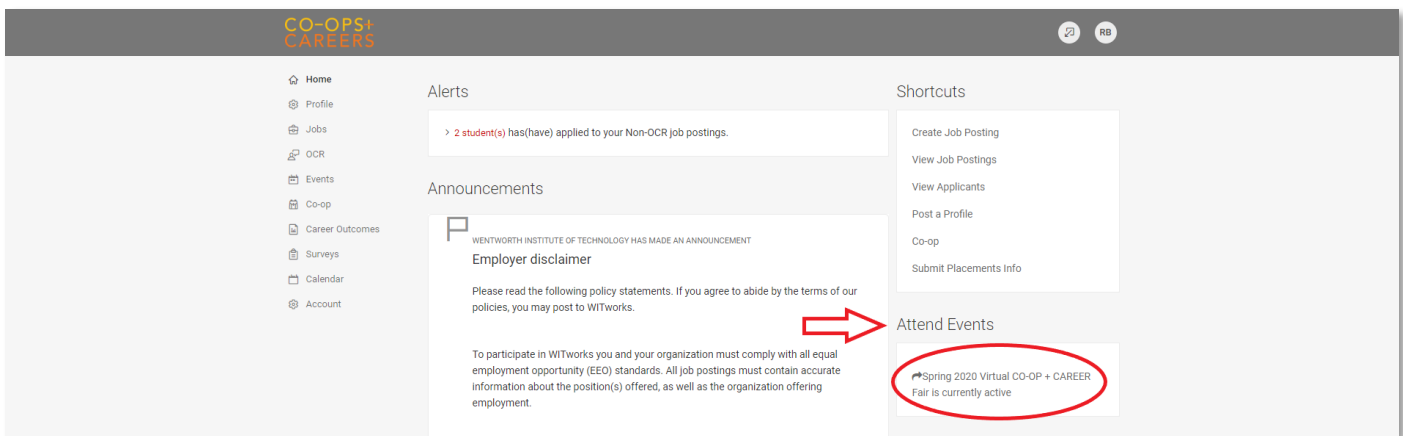 CO-OPS+
CAREERS
RB
Home
Profile
Jobs
OCR
Events
Co-op
Career Outcomes
Surveys
Calendar
Account
Alerts
> 2 student(s) has(have) applied to your Non-OCR job postings.
Announcements
WENTWORTH INSTITUTE OF TECHNOLOGY HAS MADE AN ANNOUNCEMENT
Employer disclaimer
Please read the following policy statements. If you agree to abide by the terms of our
policies, you may post to WITworks.
To participate in WITworks you and your organization must comply with all equal
employment opportunity (EEO) standards. All job postings must contain accurate
information about the position(s) offered, as well as the organization offering
employment.
Shortcuts
Create Job Posting
View Job Postings
View Applicants
Post a Profile
Co-op
Submit Placements Info
Attend Events
Spring 2020 Virtual CO-OP + CAREER
Fair is currently active